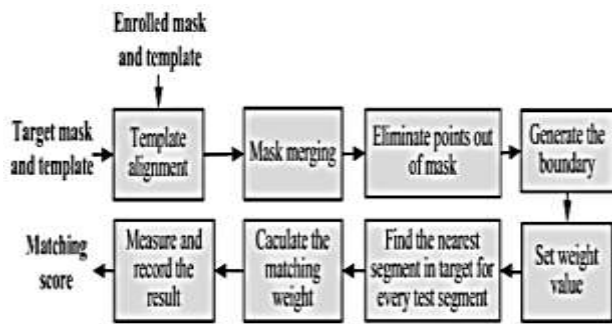 Enrolled mask
and template
Target mask
and template
Template
alignment
Mask merging
Eliminate points out
of mask
Generate the
boundary
Set weight
value
Find the nearest
segment in target for
every test segment
Caculate the
matching
weight
Measure and
record the
result
Matching
score